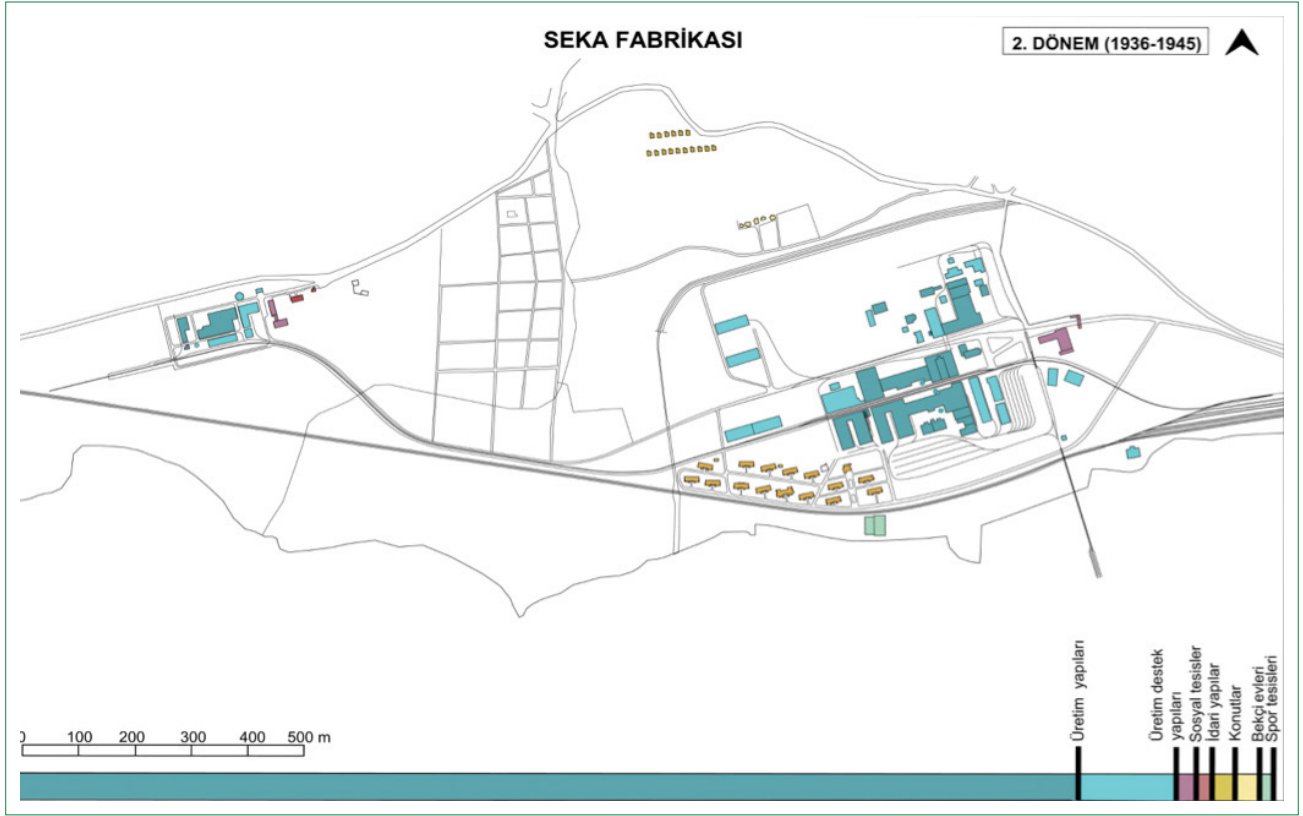 SEKA FABRİKASI
2. DÖNEM (1936-1945)
0 100 200 300 400 500 m
Üretim yapıları
Üretim destek
yapıları
Sosyal tesisler
İdari yapılar
Konutlar
Bekçi evleri
Spor tesisleri